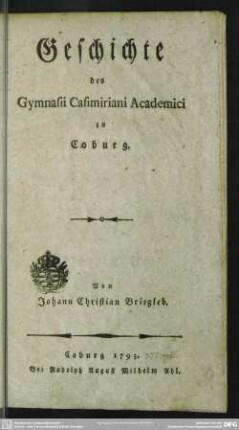 Geschichte
des
Gymnasii Casimiriani Academici
zu
Coburg.
Von
Johann Christian Briegleb.
Coburg 1793.
Bei Rudolph August Wilhelm Ahl.